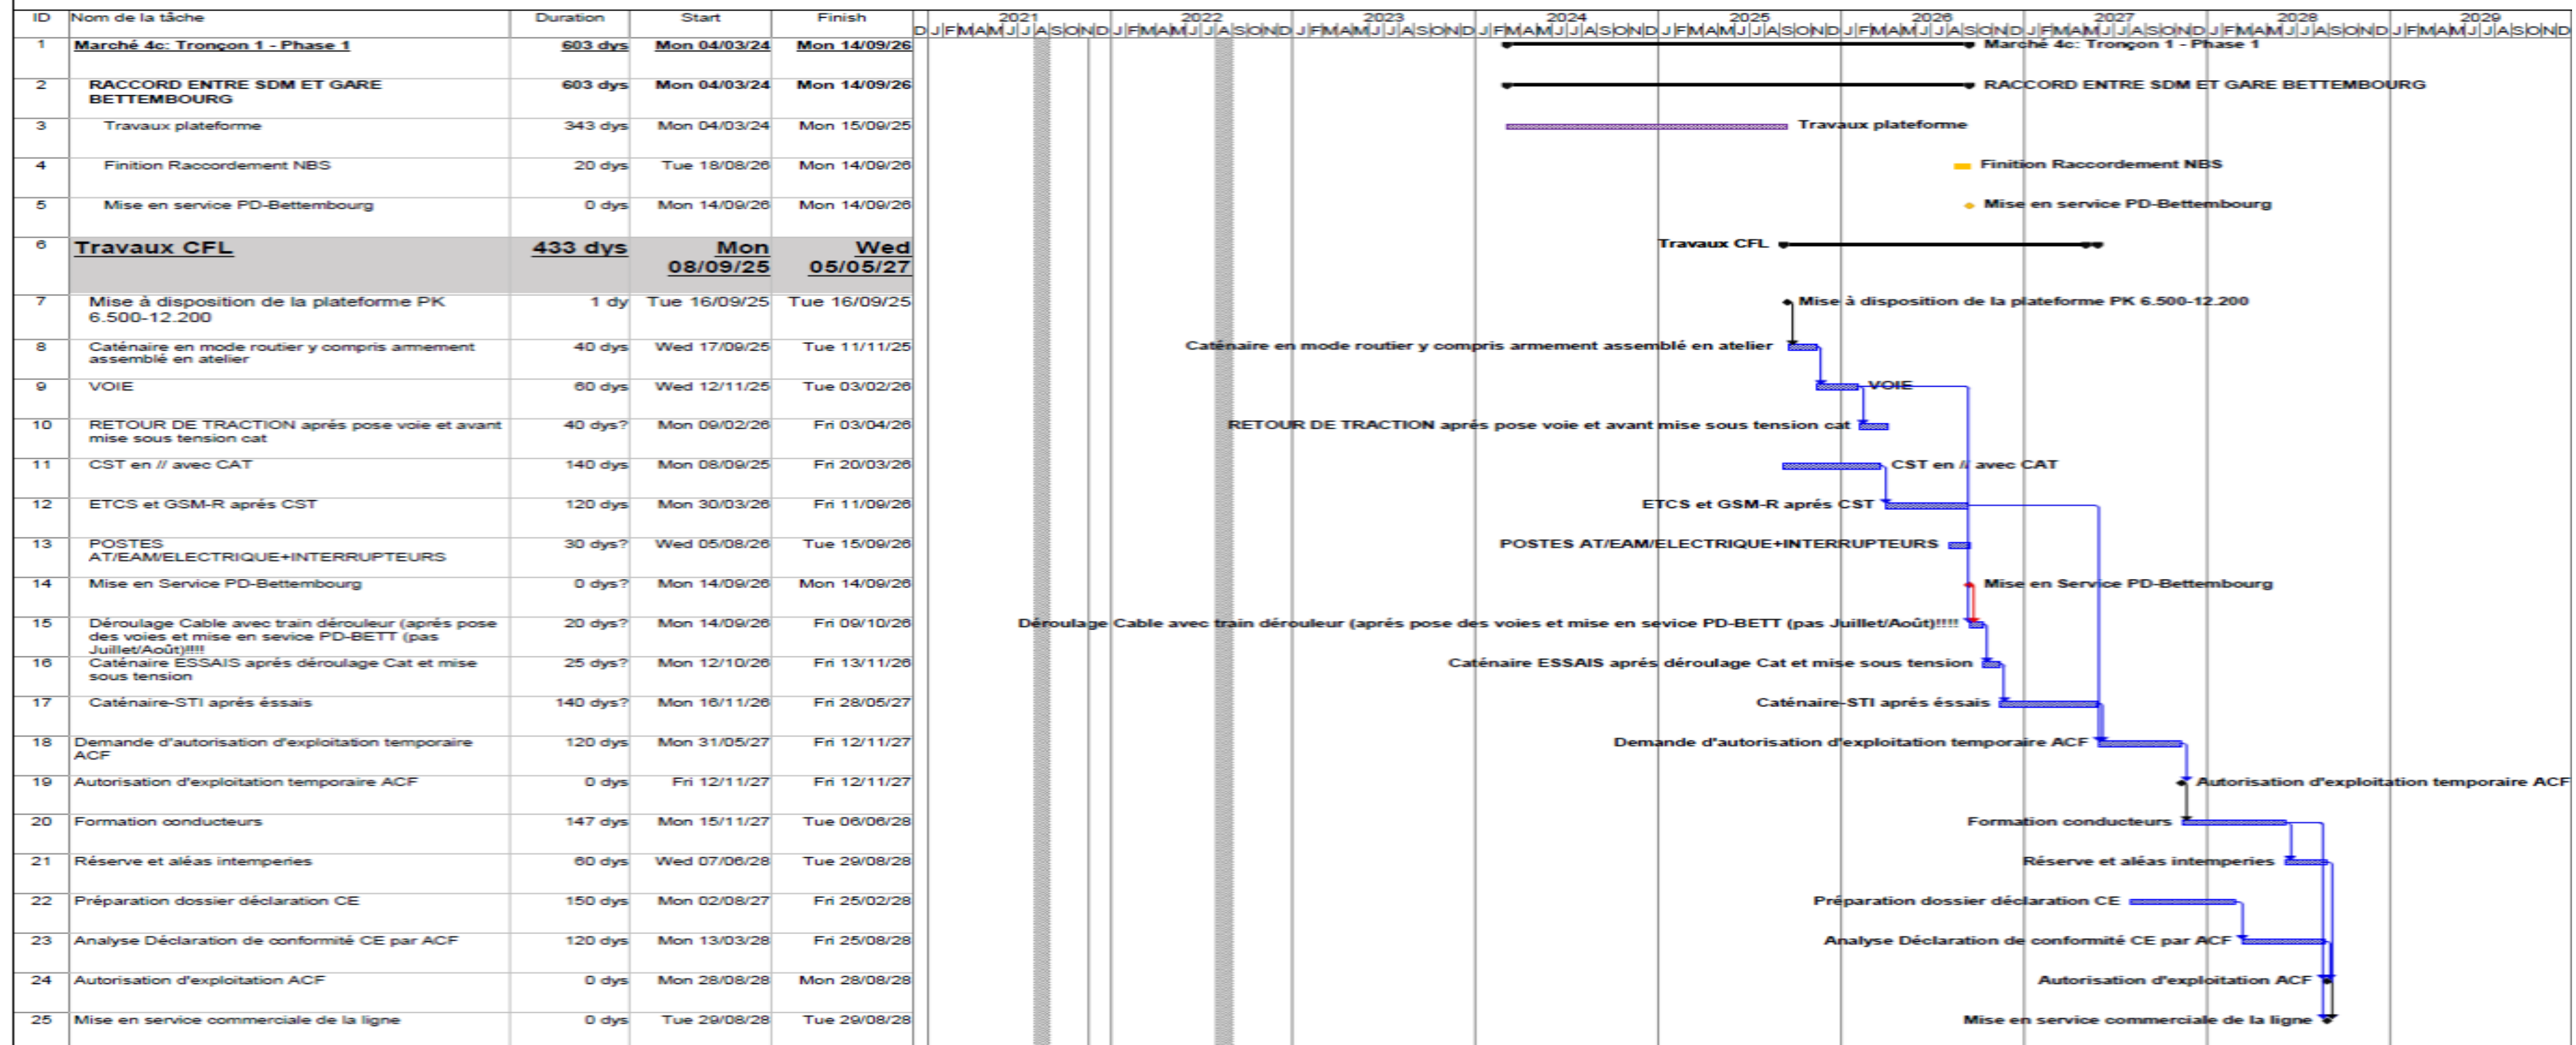 ID Nom de la tâche Duration Start Finish 2021 2022 2023 2024 2025 2026 2027 2028 2029
D J F M A M J J A S O N D J F M A M J J A S O N D J F M A M J J A S O N D J F M A M J J A S O N D J F M A M J J A S O N D J F M A M J J A S O N D J F M A M J J A S O N D J F M A M J J A S O N D J F M A M J J A S O N D
1 Marché 4c: Tronçon 1 - Phase 1 603 dys Mon 04/03/24 Mon 14/09/26 Marché 4c: Tronçon 1 - Phase 1
2 RACCORD ENTRE SDM ET GARE 603 dys Mon 04/03/24 Mon 14/09/26 RACCORD ENTRE SDM ET GARE BETTEMBOURG
BETTEMBOURG
3 Travaux plateforme 343 dys Mon 04/03/24 Mon 15/09/25 Travaux plateforme
4 Finition Raccordement NBS 20 dys Tue 18/08/26 Mon 14/09/26 Finition Raccordement NBS
5 Mise en service PD-Bettembourg 0 dys Mon 14/09/26 Mon 14/09/26 Mise en service PD-Bettembourg
6 Travaux CFL 433 dys Mon Wed Travaux CFL
08/09/25 05/05/27
7 Mise à disposition de la plateforme PK 1 dy Tue 16/09/25 Tue 16/09/25 Mise à disposition de la plateforme PK 6.500-12.200
6.500-12.200
8 Caténaire en mode routier y compris armement 40 dys Wed 17/09/25 Tue 11/11/25 Caténaire en mode routier y compris armement assemblé en atelier
assemblé en atelier
9 VOIE 60 dys Wed 12/11/25 Tue 03/02/26 VOIE
10 RETOUR DE TRACTION aprés pose voie et avant 40 dys? Mon 09/02/26 Fri 03/04/26 RETOUR DE TRACTION aprés pose voie et avant mise sous tension cat
mise sous tension cat
11 CST en // avec CAT 140 dys Mon 08/09/25 Fri 20/03/26 CST en // avec CAT
12 ETCS et GSM-R aprés CST 120 dys Mon 30/03/26 Fri 11/09/26 ETCS et GSM-R aprés CST
13 POSTES 30 dys? Wed 05/08/26 Tue 15/09/26 POSTES AT/EAM/ELECTRIQUE+INTERRUPTEURS
AT/EAM/ELECTRIQUE+INTERRUPTEURS
14 Mise en Service PD-Bettembourg 0 dys? Mon 14/09/26 Mon 14/09/26 Mise en Service PD-Bettembourg
15 Déroulage Cable avec train dérouleur (aprés pose 20 dys? Mon 14/09/26 Fri 09/10/26 Déroulage Cable avec train dérouleur (aprés pose des voies et mise en sevice PD-BETT (pas Juillet/Août)!!!!
des voies et mise en sevice PD-BETT (pas
Juillet/Août)!!!!
16 Caténaire ESSAIS aprés déroulage Cat et mise 25 dys? Mon 12/10/26 Fri 13/11/26 Caténaire ESSAIS aprés déroulage Cat et mise sous tension
sous tension
17 Caténaire-STI aprés éssais 140 dys? Mon 16/11/26 Fri 28/05/27 Caténaire-STI aprés éssais
18 Demande d'autorisation d'exploitation temporaire 120 dys Mon 31/05/27 Fri 12/11/27 Demande d'autorisation d'exploitation temporaire ACF
ACF
19 Autorisation d'exploitation temporaire ACF 0 dys Fri 12/11/27 Fri 12/11/27 Autorisation d'exploitation temporaire ACF
20 Formation conducteurs 147 dys Mon 15/11/27 Tue 06/06/28 Formation conducteurs
21 Réserve et aléas intemperies 60 dys Wed 07/06/28 Tue 29/08/28 Réserve et aléas intemperies
22 Préparation dossier déclaration CE 150 dys Mon 02/08/27 Fri 25/02/28 Préparation dossier déclaration CE
23 Analyse Déclaration de conformité CE par ACF 120 dys Mon 13/03/28 Fri 25/08/28 Analyse Déclaration de conformité CE par ACF
24 Autorisation d'exploitation ACF 0 dys Mon 28/08/28 Mon 28/08/28 Autorisation d'exploitation ACF
25 Mise en service commerciale de la ligne 0 dys Tue 29/08/28 Tue 29/08/28 Mise en service commerciale de la ligne